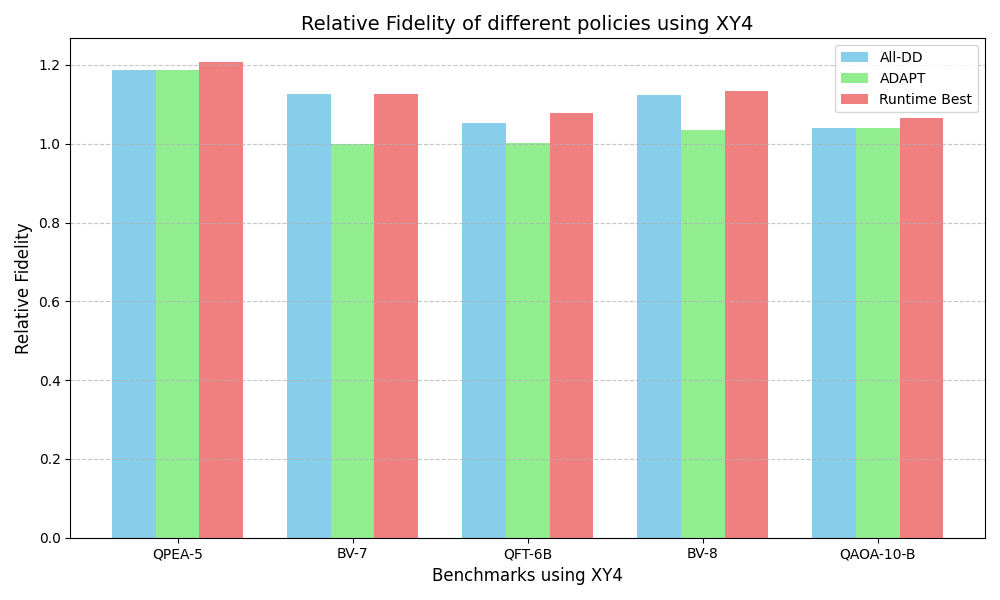 Relative Fidelity of different policies using XY4
All-DD
ADAPT
Runtime Best
Relative Fidelity
1.2
1.0
0.8
0.6
0.4
0.2
0.0
QPEA-5 BV-7 QFT-6B BV-8 QAOA-10-B
Benchmarks using XY4